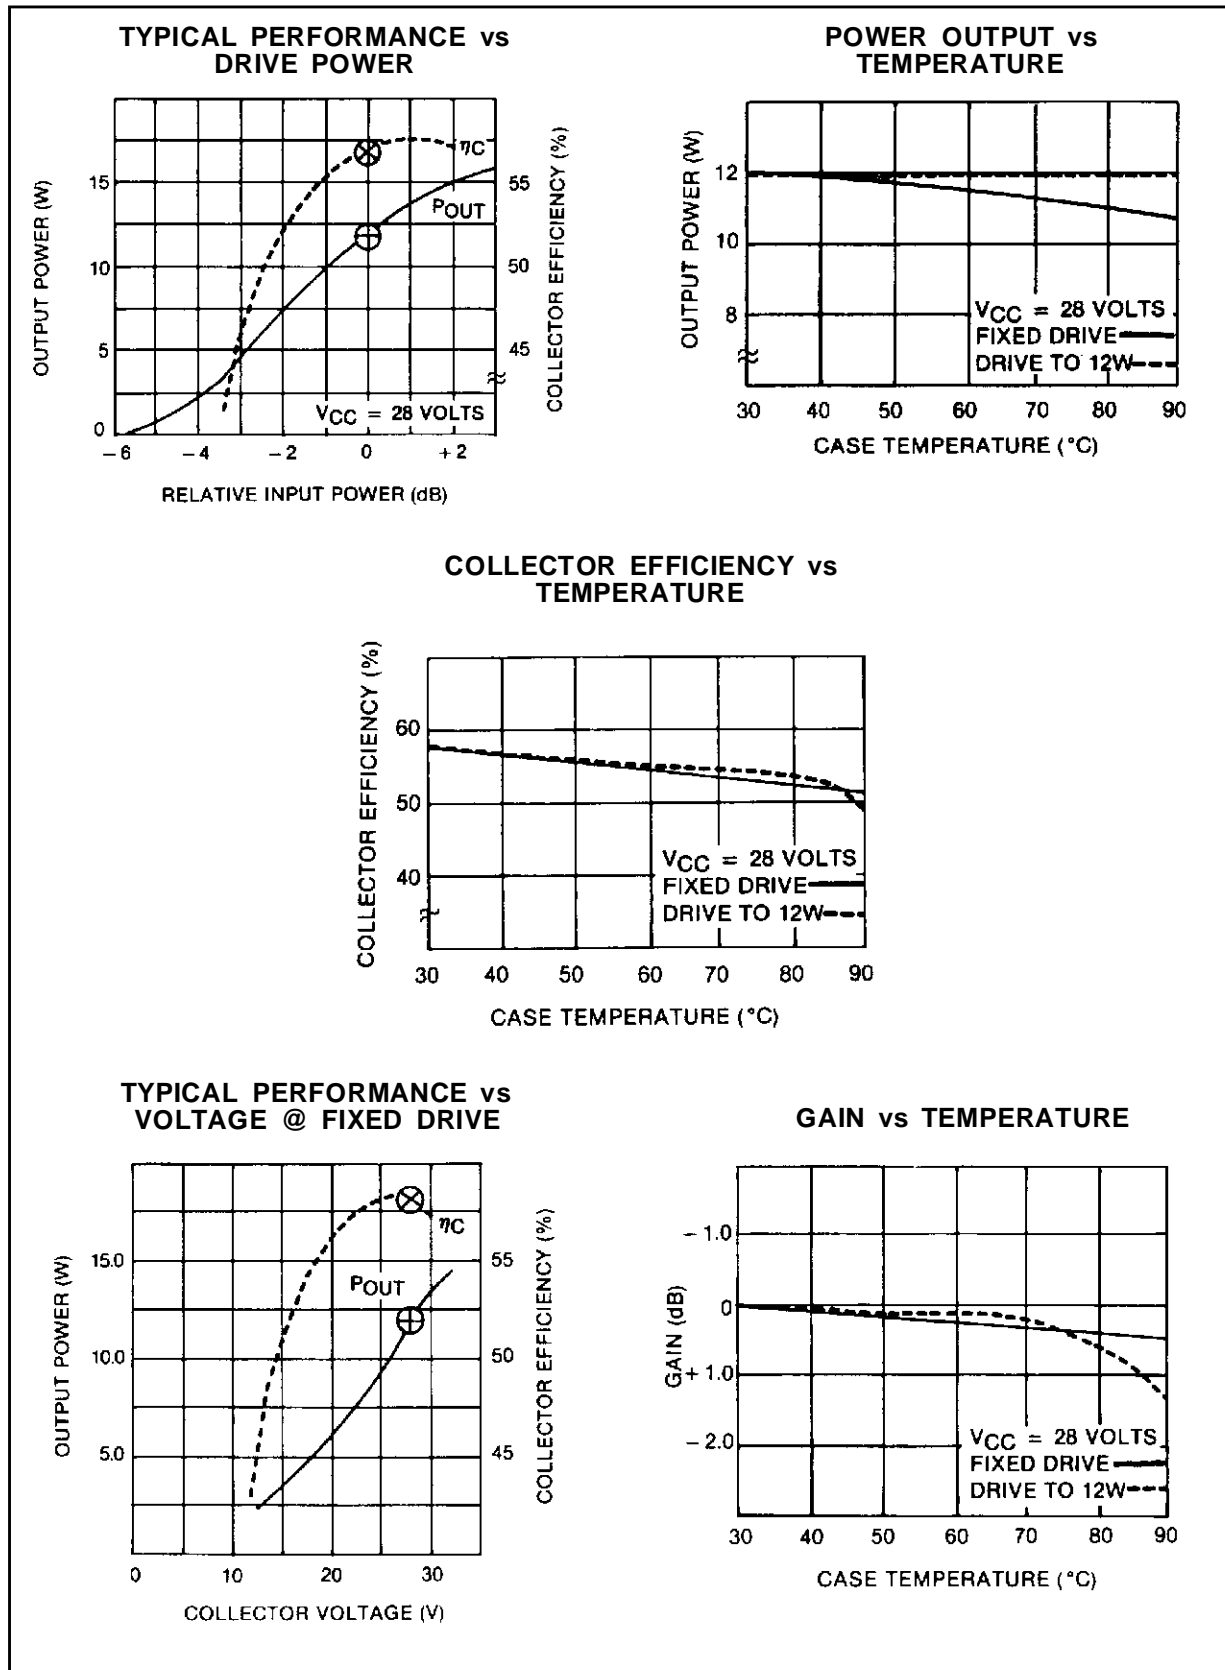 TYPICAL PERFORMANCE vs
DRIVE POWER
OUTPUT POWER (W)
15
10
5
0
COLLECTOR EFFICIENCY (%)
55
50
45
ηC
POUT
VCC = 28 VOLTS
−6 −4 −2 0 +2
RELATIVE INPUT POWER (dB)
POWER OUTPUT vs
TEMPERATURE
OUTPUT POWER (W)
12
10
8
VCC = 28 VOLTS
FIXED DRIVE
DRIVE TO 12W
30 40 50 60 70 80 90
CASE TEMPERATURE (°C)
COLLECTOR EFFICIENCY vs
TEMPERATURE
COLLECTOR EFFICIENCY (%)
60
50
40
VCC = 28 VOLTS
FIXED DRIVE
DRIVE TO 12W
30 40 50 60 70 80 90
CASE TEMPERATURE (°C)
TYPICAL PERFORMANCE vs
VOLTAGE @ FIXED DRIVE
OUTPUT POWER (W)
15.0
10.0
5.0
COLLECTOR EFFICIENCY (%)
55
50
45
ηC
POUT
0 10 20 30
COLLECTOR VOLTAGE (V)
GAIN vs TEMPERATURE
GAIN (dB)
− 1.0
0
+ 1.0
− 2.0
VCC = 28 VOLTS
FIXED DRIVE
DRIVE TO 12W
30 40 50 60 70 80 90
CASE TEMPERATURE (°C)